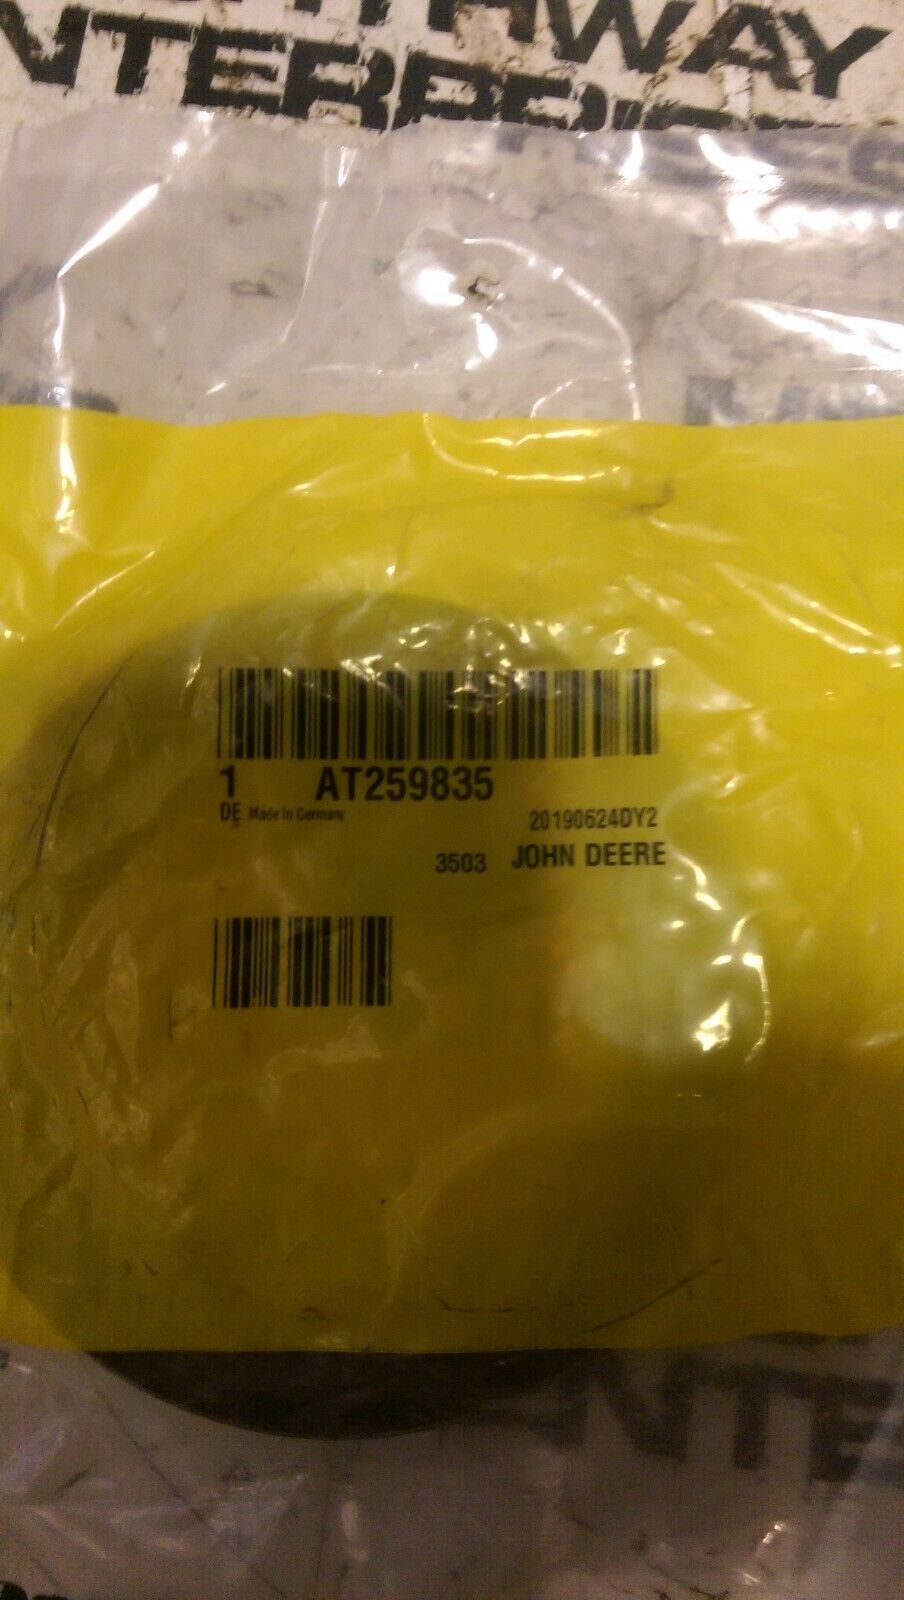 1 AT259835
DE Made In Germany 20190624DY2
3503 JOHN DEERE